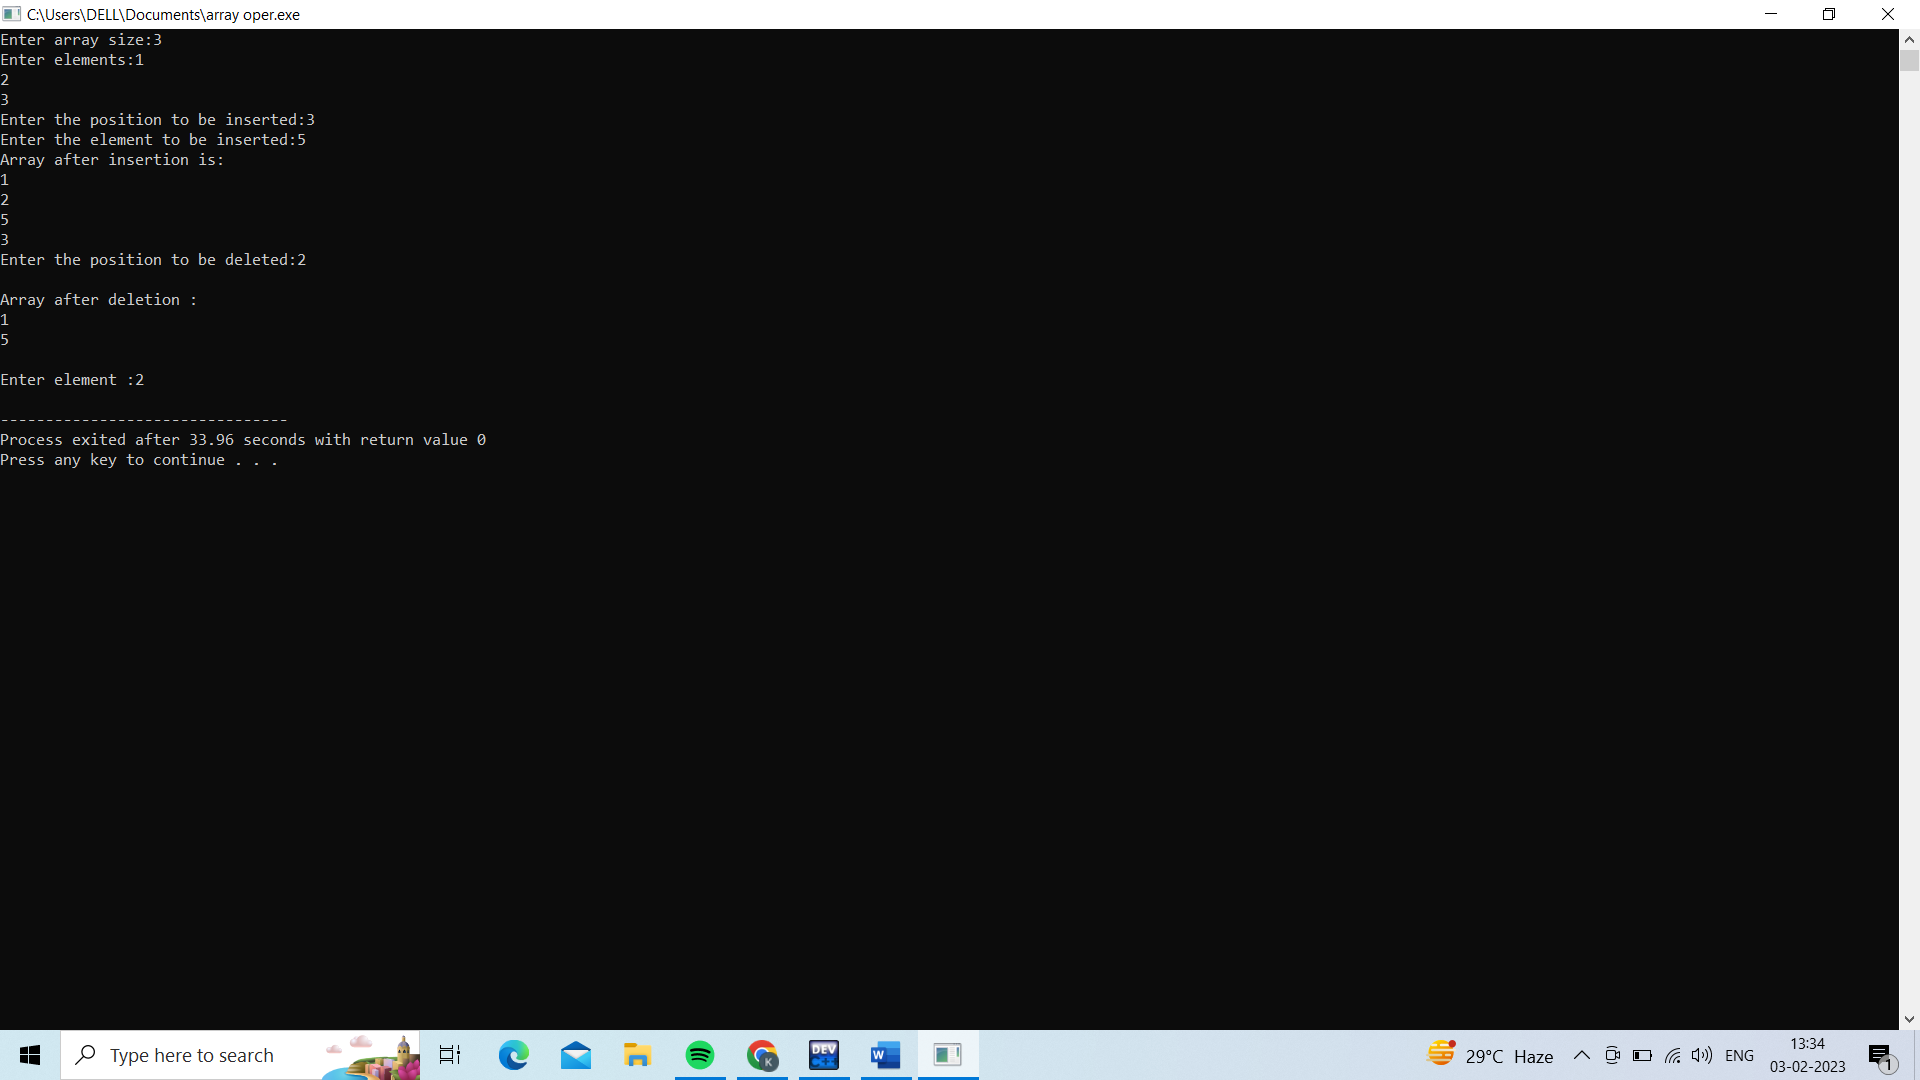 C:\Users\DELL\Documents\array oper.exe
Enter array size:3
Enter elements:1
2
3
Enter the position to be inserted:3
Enter the element to be inserted:5
Array after insertion is:
1
2
5
3
Enter the position to be deleted:2
Array after deletion :
1
5
Enter element :2
--------------------------------
Process exited after 33.96 seconds with return value 0
Press any key to continue . . .
Type here to search
K
DEV
C++
W
29°C Haze
ENG
13:34
03-02-2023
1